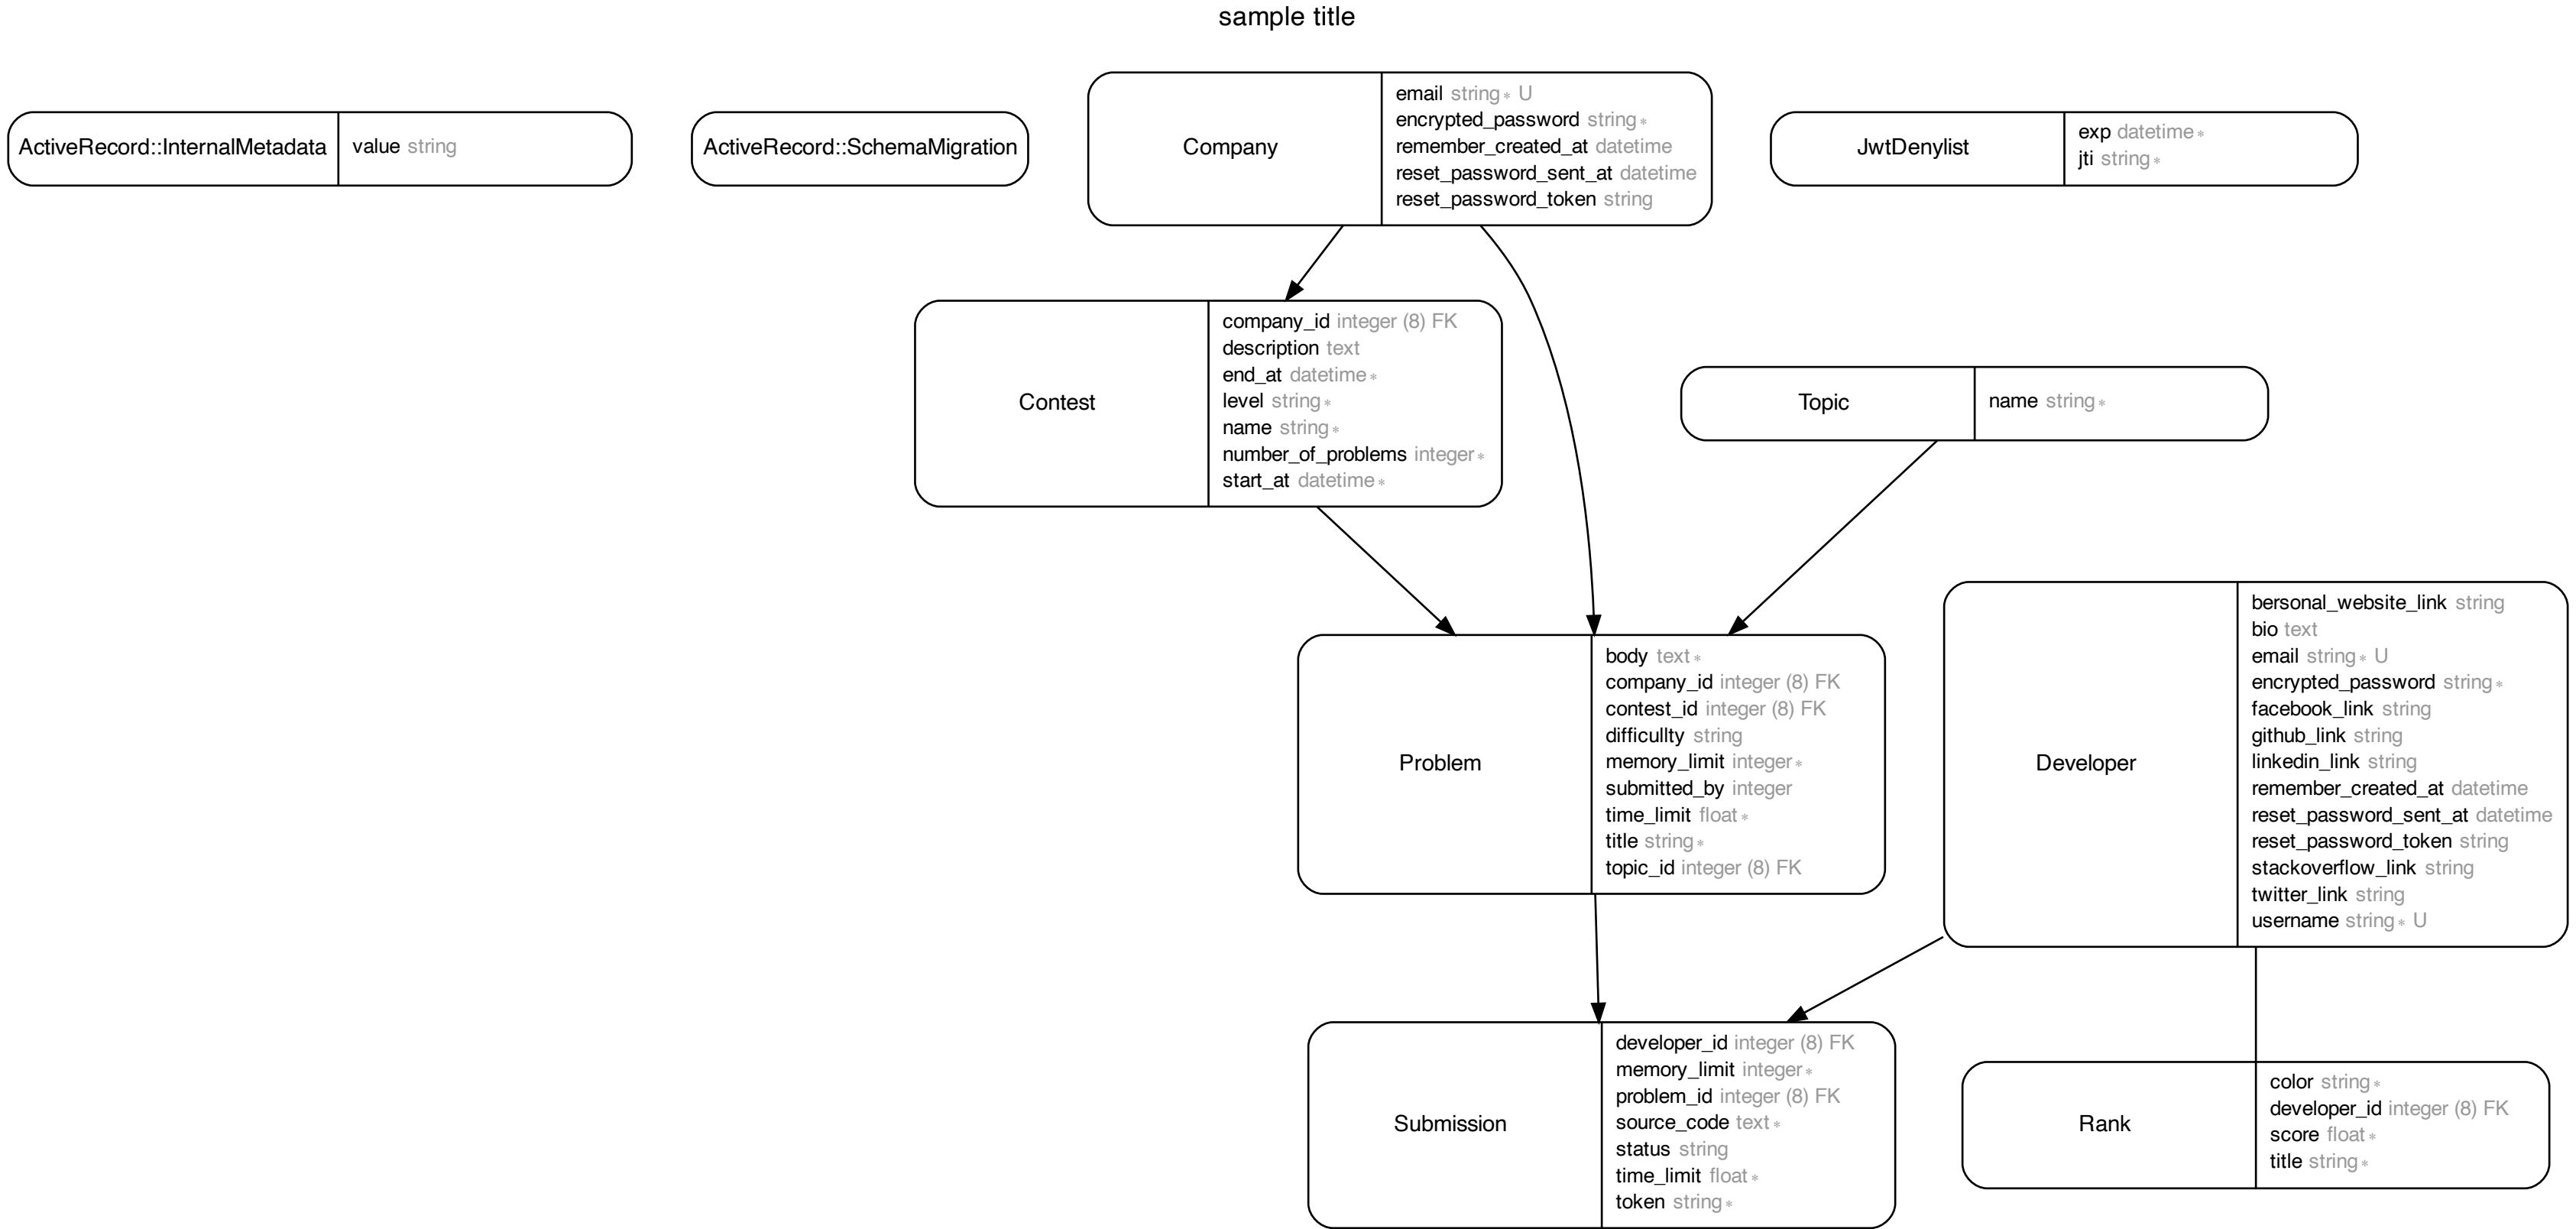 sample title
ActiveRecord::InternalMetadata
value string
ActiveRecord::SchemaMigration
Company
email string∗ U
encrypted_password string∗
remember_created_at datetime
reset_password_sent_at datetime
reset_password_token string
JwtDenylist
exp datetime∗
jti string∗
Contest
company_id integer (8) FK
description text
end_at datetime∗
level string∗
name string∗
number_of_problems integer∗
start_at datetime∗
Topic
name string∗
Problem
body text∗
company_id integer (8) FK
contest_id integer (8) FK
difficullty string
memory_limit integer∗
submitted_by integer
time_limit float∗
title string∗
topic_id integer (8) FK
Developer
bersonal_website_link string
bio text
email string∗ U
encrypted_password string∗
facebook_link string
github_link string
linkedin_link string
remember_created_at datetime
reset_password_sent_at datetime
reset_password_token string
stackoverflow_link string
twitter_link string
username string∗ U
Submission
developer_id integer (8) FK
memory_limit integer∗
problem_id integer (8) FK
source_code text∗
status string
time_limit float∗
token string∗
Rank
color string∗
developer_id integer (8) FK
score float∗
title string∗